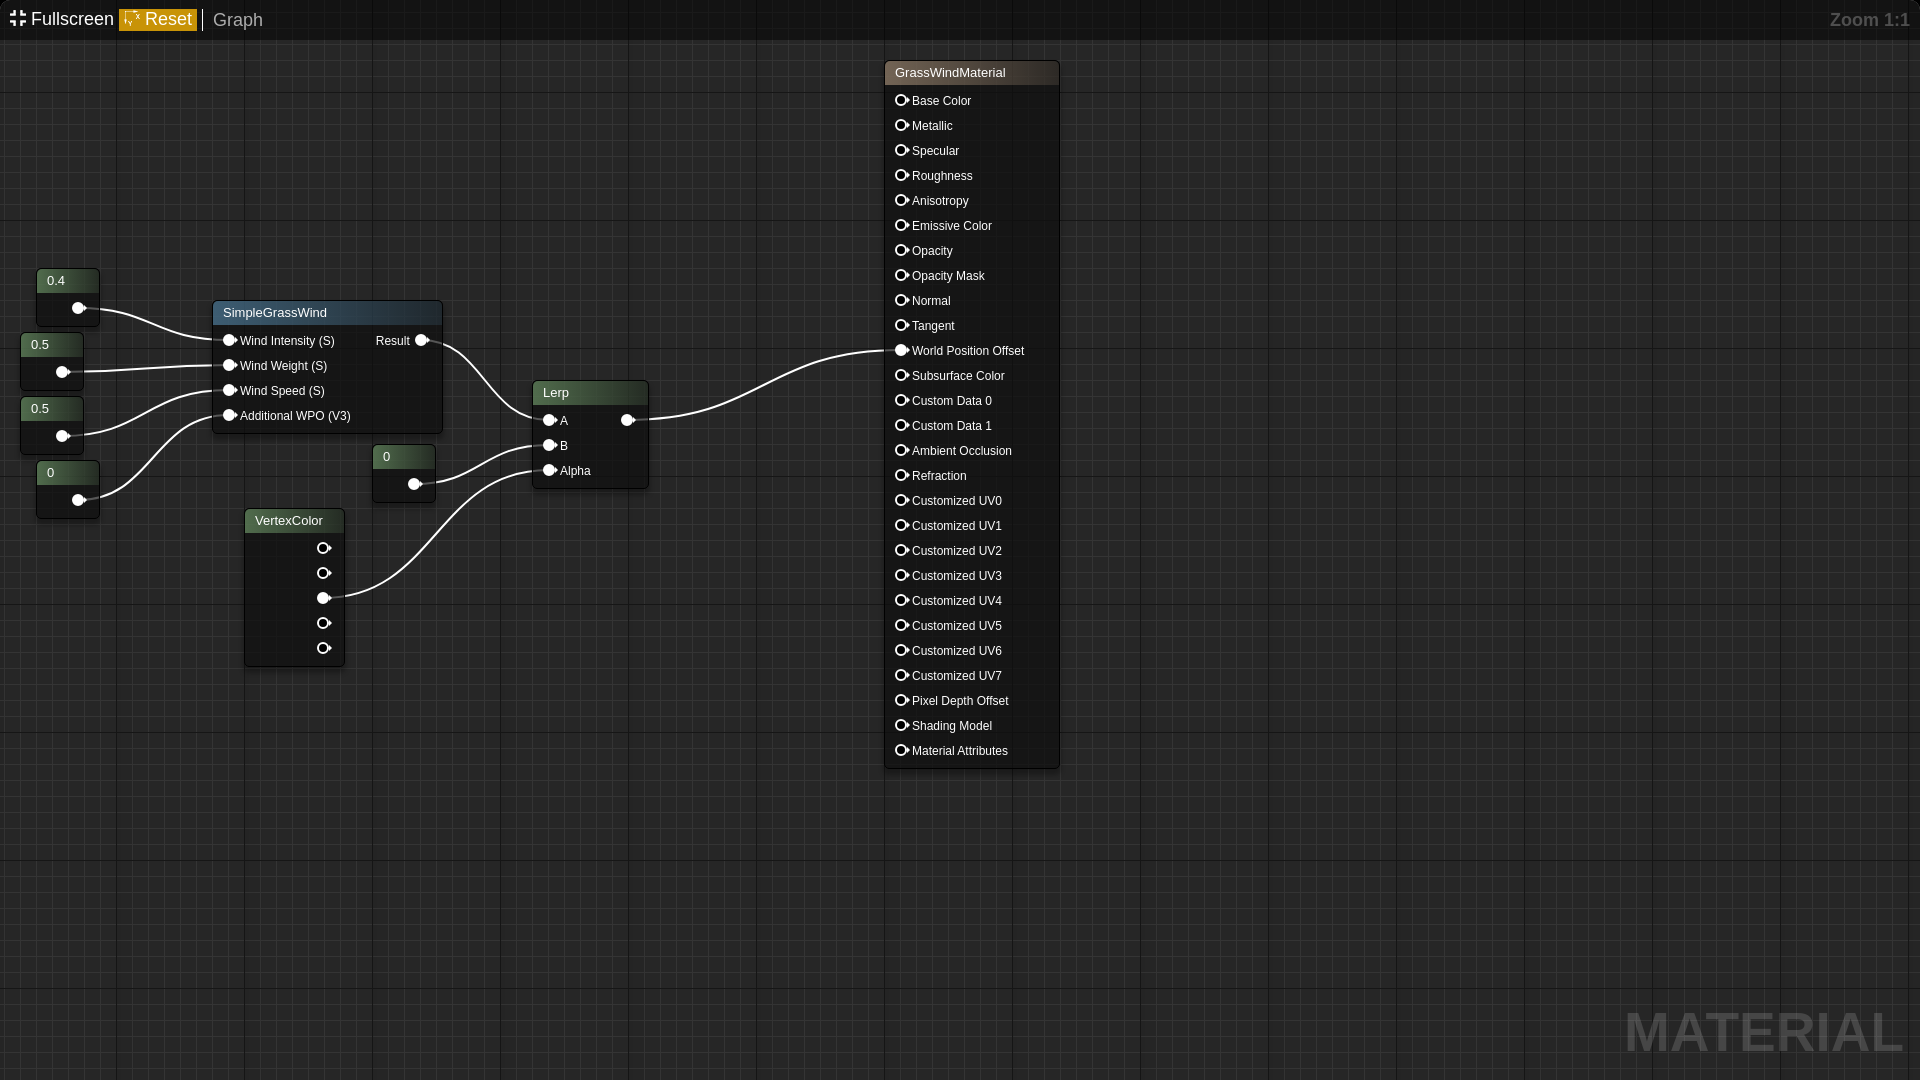 Fullscreen Reset Graph Zoom 1:1
GrassWindMaterial
Base Color
Metallic
Specular
Roughness
Anisotropy
Emissive Color
Opacity
Opacity Mask
Normal
Tangent
World Position Offset
Subsurface Color
Custom Data 0
Custom Data 1
Ambient Occlusion
Refraction
Customized UV0
Customized UV1
Customized UV2
Customized UV3
Customized UV4
Customized UV5
Customized UV6
Customized UV7
Pixel Depth Offset
Shading Model
Material Attributes
0.4
0.5
0.5
0
SimpleGrassWind
Wind Intensity (S) Result
Wind Weight (S)
Wind Speed (S)
Additional WPO (V3)
Lerp
A
B
Alpha
0
VertexColor
MATERIAL